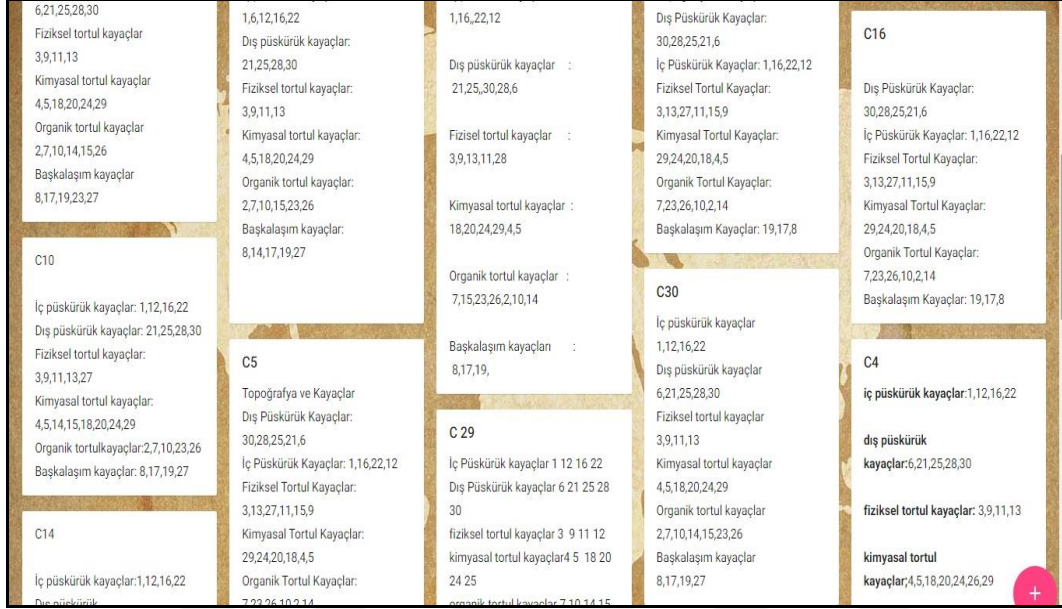 6,21,25,28,30
Fiziksel tortul kayaçlar
3,9,11,13
Kimyasal tortul kayaçlar
4,5,18,20,24,29
Organik tortul kayaçlar
2,7,10,14,15,26
Başkalaşım kayaçlar
8,17,19,23,27
C10
İç püskürük kayaçlar: 1,12,16,22
Dış püskürük kayaçlar: 21,25,28,30
Fiziksel tortul kayaçlar:
3,9,11,13,27
Kimyasal tortul kayaçlar:
4,5,14,15,18,20,24,29
Organik tortulkayaçlar:2,7,10,23,26
Başkalaşım kayaçlar: 8,17,19,27
C14
İç püskürük kayaçlar:1,12,16,22
Dış püskürük
1,6,12,16,22
Dış püskürük kayaçlar:
21,25,28,30
Fiziksel tortul kayaçlar:
3,9,11,13
Kimyasal tortul kayaçlar:
4,5,18,20,24,29
Organik tortul kayaçlar:
2,7,10,15,23,26
Başkalaşım kayaçlar:
8,14,17,19,27
C5
Topoğrafya ve Kayaçlar
Dış Püskürük Kayaçlar:
30,28,25,21,6
İç Püskürük Kayaçlar: 1,16,22,12
Fiziksel Tortul Kayaçlar:
3,13,27,11,15,9
Kimyasal Tortul Kayaçlar:
29,24,20,18,4,5
Organik Tortul Kayaçlar:
7,23,26,10,2,14
1,16,,22,12
Dış püskürük kayaçlar :
21,25,,30,28,6
Fizisel tortul kayaçlar :
3,9,13,11,28
Kimyasal tortul kayaçlar :
18,20,24,29,4,5
Organik tortul kayaçlar :
7,15,23,26,2,10,14
Başkalaşım kayaçları :
8,17,19,
C 29
İç Püskürük kayaçlar 1 12 16 22
Dış Püskürük kayaçlar 6 21 25 28
30
fiziksel tortul kayaçlar 3 9 11 12
kimyasal tortul kayaçlar4 5 18 20
24 25
organik tortul kayaçlar 7 10 14 15
Dış Püskürük Kayaçlar:
30,28,25,21,6
İç Püskürük Kayaçlar: 1,16,22,12
Fiziksel Tortul Kayaçlar:
3,13,27,11,15,9
Kimyasal Tortul Kayaçlar:
29,24,20,18,4,5
Organik Tortul Kayaçlar:
7,23,26,10,2,14
Başkalaşım Kayaçlar: 19,17,8
C30
İç püskürük kayaçlar
1,12,16,22
Dış püskürük kayaçlar
6,21,25,28,30
Fiziksel tortul kayaçlar
3,9,11,13
Kimyasal tortul kayaçlar
4,5,18,20,24,29
Organik tortul kayaçlar
2,7,10,14,15,23,26
Başkalaşım kayaçlar
8,17,19,27
C16
Dış Püskürük Kayaçlar:
30,28,25,21,6
İç Püskürük Kayaçlar: 1,16,22,12
Fiziksel Tortul Kayaçlar:
3,13,27,11,15,9
Kimyasal Tortul Kayaçlar:
29,24,20,18,4,5
Organik Tortul Kayaçlar:
7,23,26,10,2,14
Başkalaşım Kayaçlar: 19,17,8
C4
iç püskürük kayaçlar:1,12,16,22
dış püskürük
kayaçlar:6,21,25,28,30
fiziksel tortul kayaçlar: 3,9,11,13
kimyasal tortul
kayaçlar;4,5,18,20,24,26,29
+